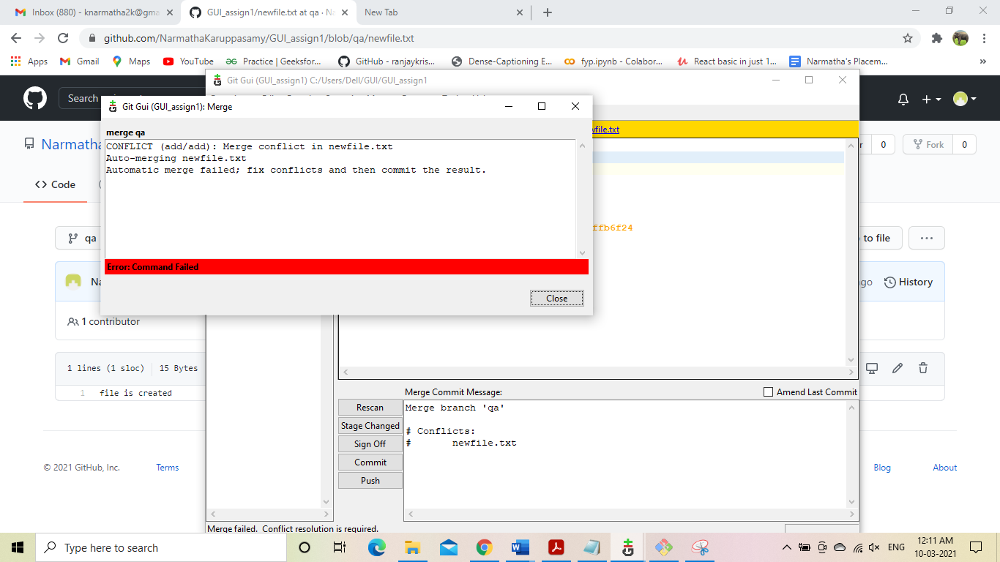 Inbox (880) - knarmatha2k@gma
GUI_assign1/newfile.txt at qa · Na
New Tab
github.com/NarmathaKaruppasamy/GUI_assign1/blob/qa/newfile.txt
Apps
Gmail
Maps
YouTube
Practice | Geeksfor...
GitHub - ranjaykris...
Dense-Captioning E...
fyp.ipynb - Colabor...
React basic in just 1...
Narmatha's Placem...
»
Git Gui (GUI_assign1) C:/Users/Dell/GUI/GUI_assign1
Search
Git Gui (GUI_assign1): Merge
merge qa
CONFLICT (add/add): Merge conflict in newfile.txt
Auto-merging newfile.txt
Automatic merge failed; fix conflicts and then commit the result.
Error: Command Failed
Close
wfile.txt
Narmatha
r
0
Fork
0
Code
ffb6f24
qa
to file
Na
go
History
1 contributor
1 lines (1 sloc)
15 Bytes
1 file is created
Merge Commit Message:
Amend Last Commit
Rescan
Stage Changed
Sign Off
Commit
Push
Merge branch 'qa'
# Conflicts:
# newfile.txt
© 2021 GitHub, Inc.
Terms
Blog
About
Merge failed. Conflict resolution is required.
Type here to search
ENG
12:11 AM
10-03-2021